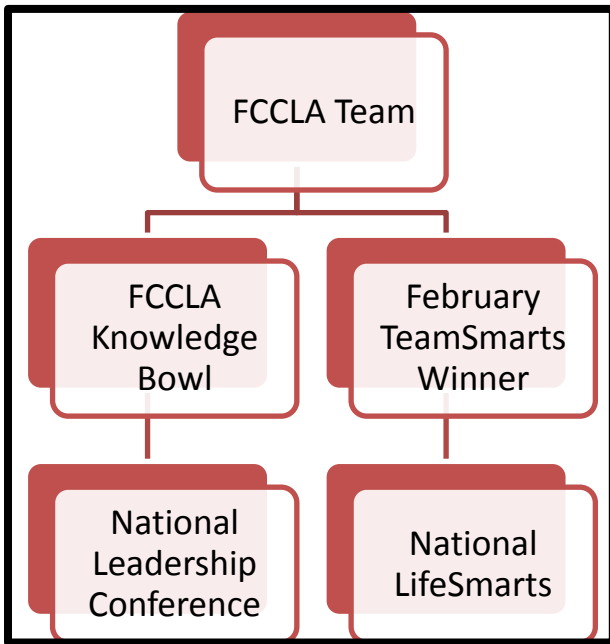 FCCLA Team
FCCLA
Knowledge
Bowl
February
TeamSmarts
Winner
National
Leadership
Conference
National
LifeSmarts